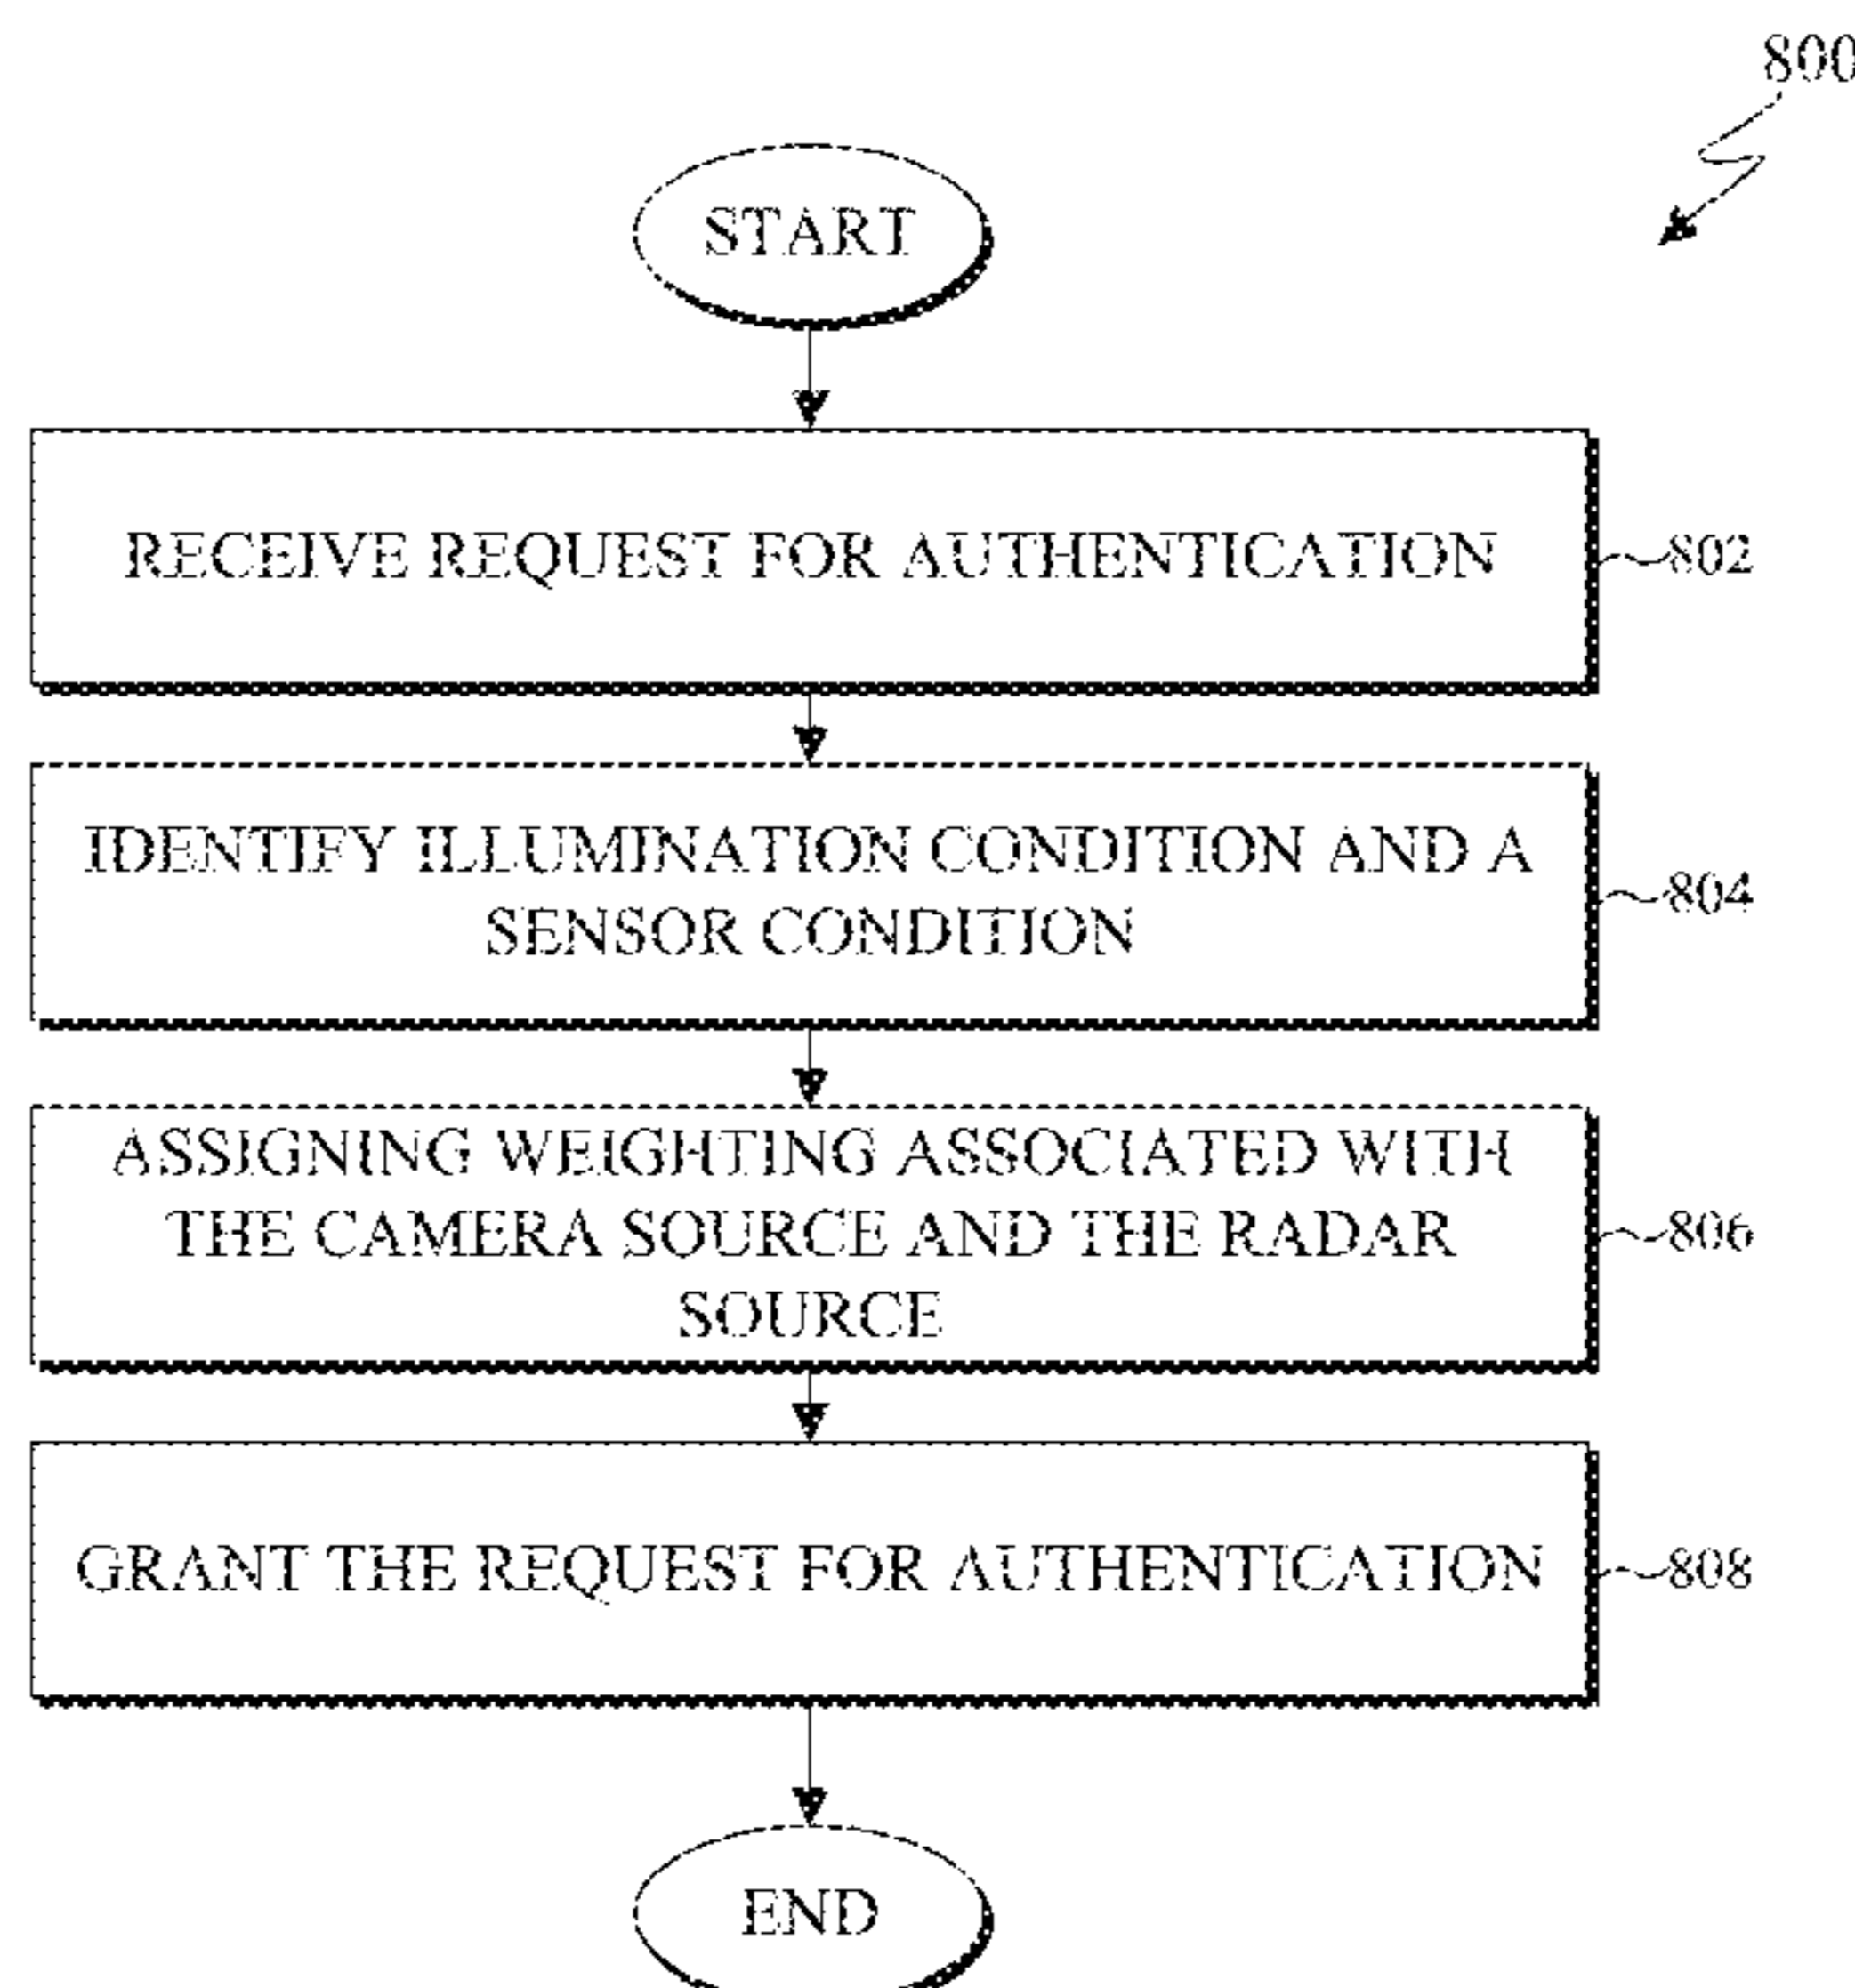 800
START
RECEIVE REQUEST FOR AUTHENTICATION
802
IDENTIFY ILLUMINATION CONDITION AND A
SENSOR CONDITION
804
ASSIGNING WEIGHTING ASSOCIATED WITH
THE CAMERA SOURCE AND THE RADAR
SOURCE
806
GRANT THE REQUEST FOR AUTHENTICATION
808
END